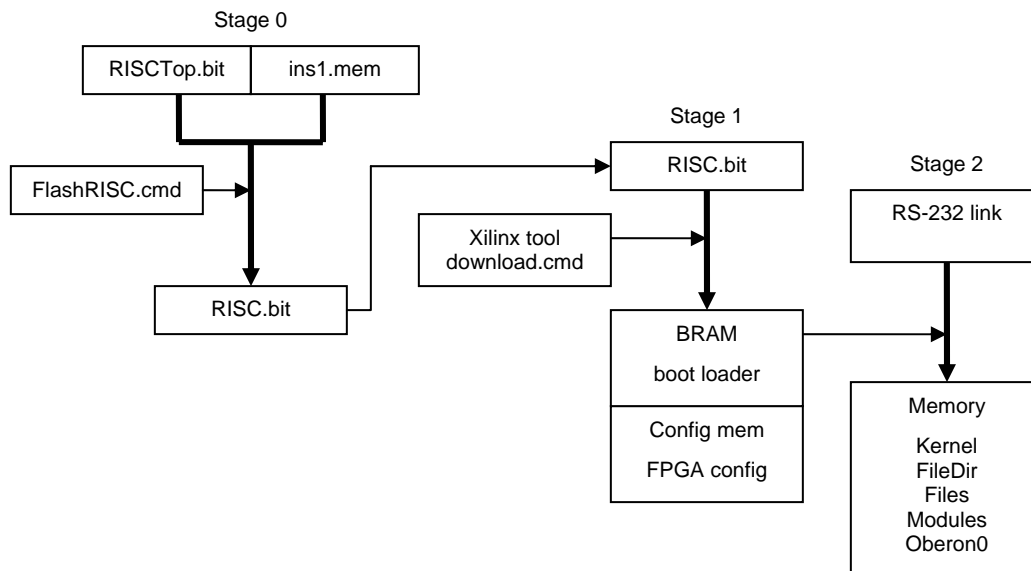 Stage 0
RISCTop.bit
ins1.mem
FlashRISC.cmd
RISC.bit
Stage 1
RISC.bit
Xilinx tool
download.cmd
BRAM
boot loader
Config mem
FPGA config
Stage 2
RS-232 link
Memory
Kernel
FileDir
Files
Modules
Oberon0